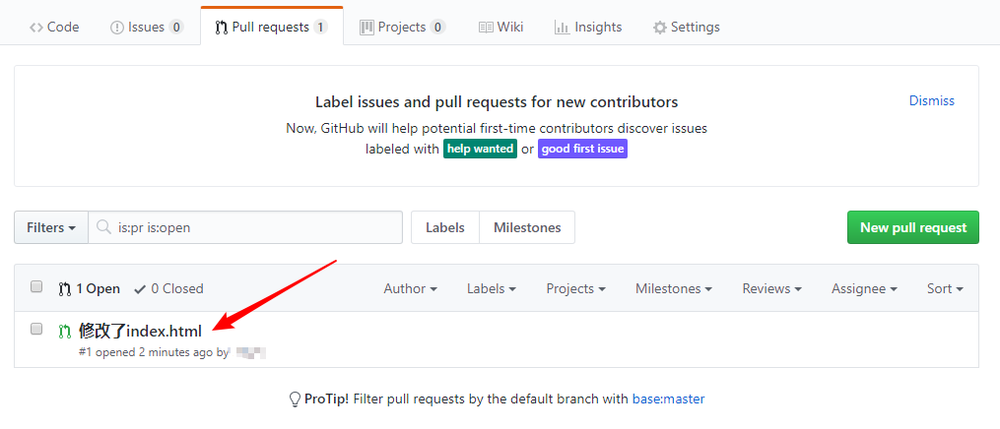 Code Issues 0 Pull requests 1 Projects 0 Wiki Insights Settings
Label issues and pull requests for new contributors
Dismiss
Now, GitHub will help potential first-time contributors discover issues
labeled with help wanted or good first issue
Filters is:pr is:open Labels Milestones New pull request
1 Open 0 Closed Author Labels Projects Milestones Reviews Assignee Sort
修改了index.html
#1 opened 2 minutes ago by
ProTip! Filter pull requests by the default branch with base:master